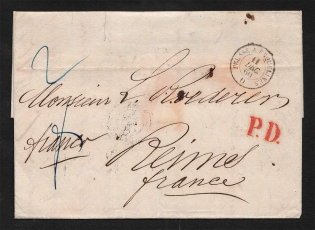 Monsieur L. Roederer
franco
Reims
france
P.D.